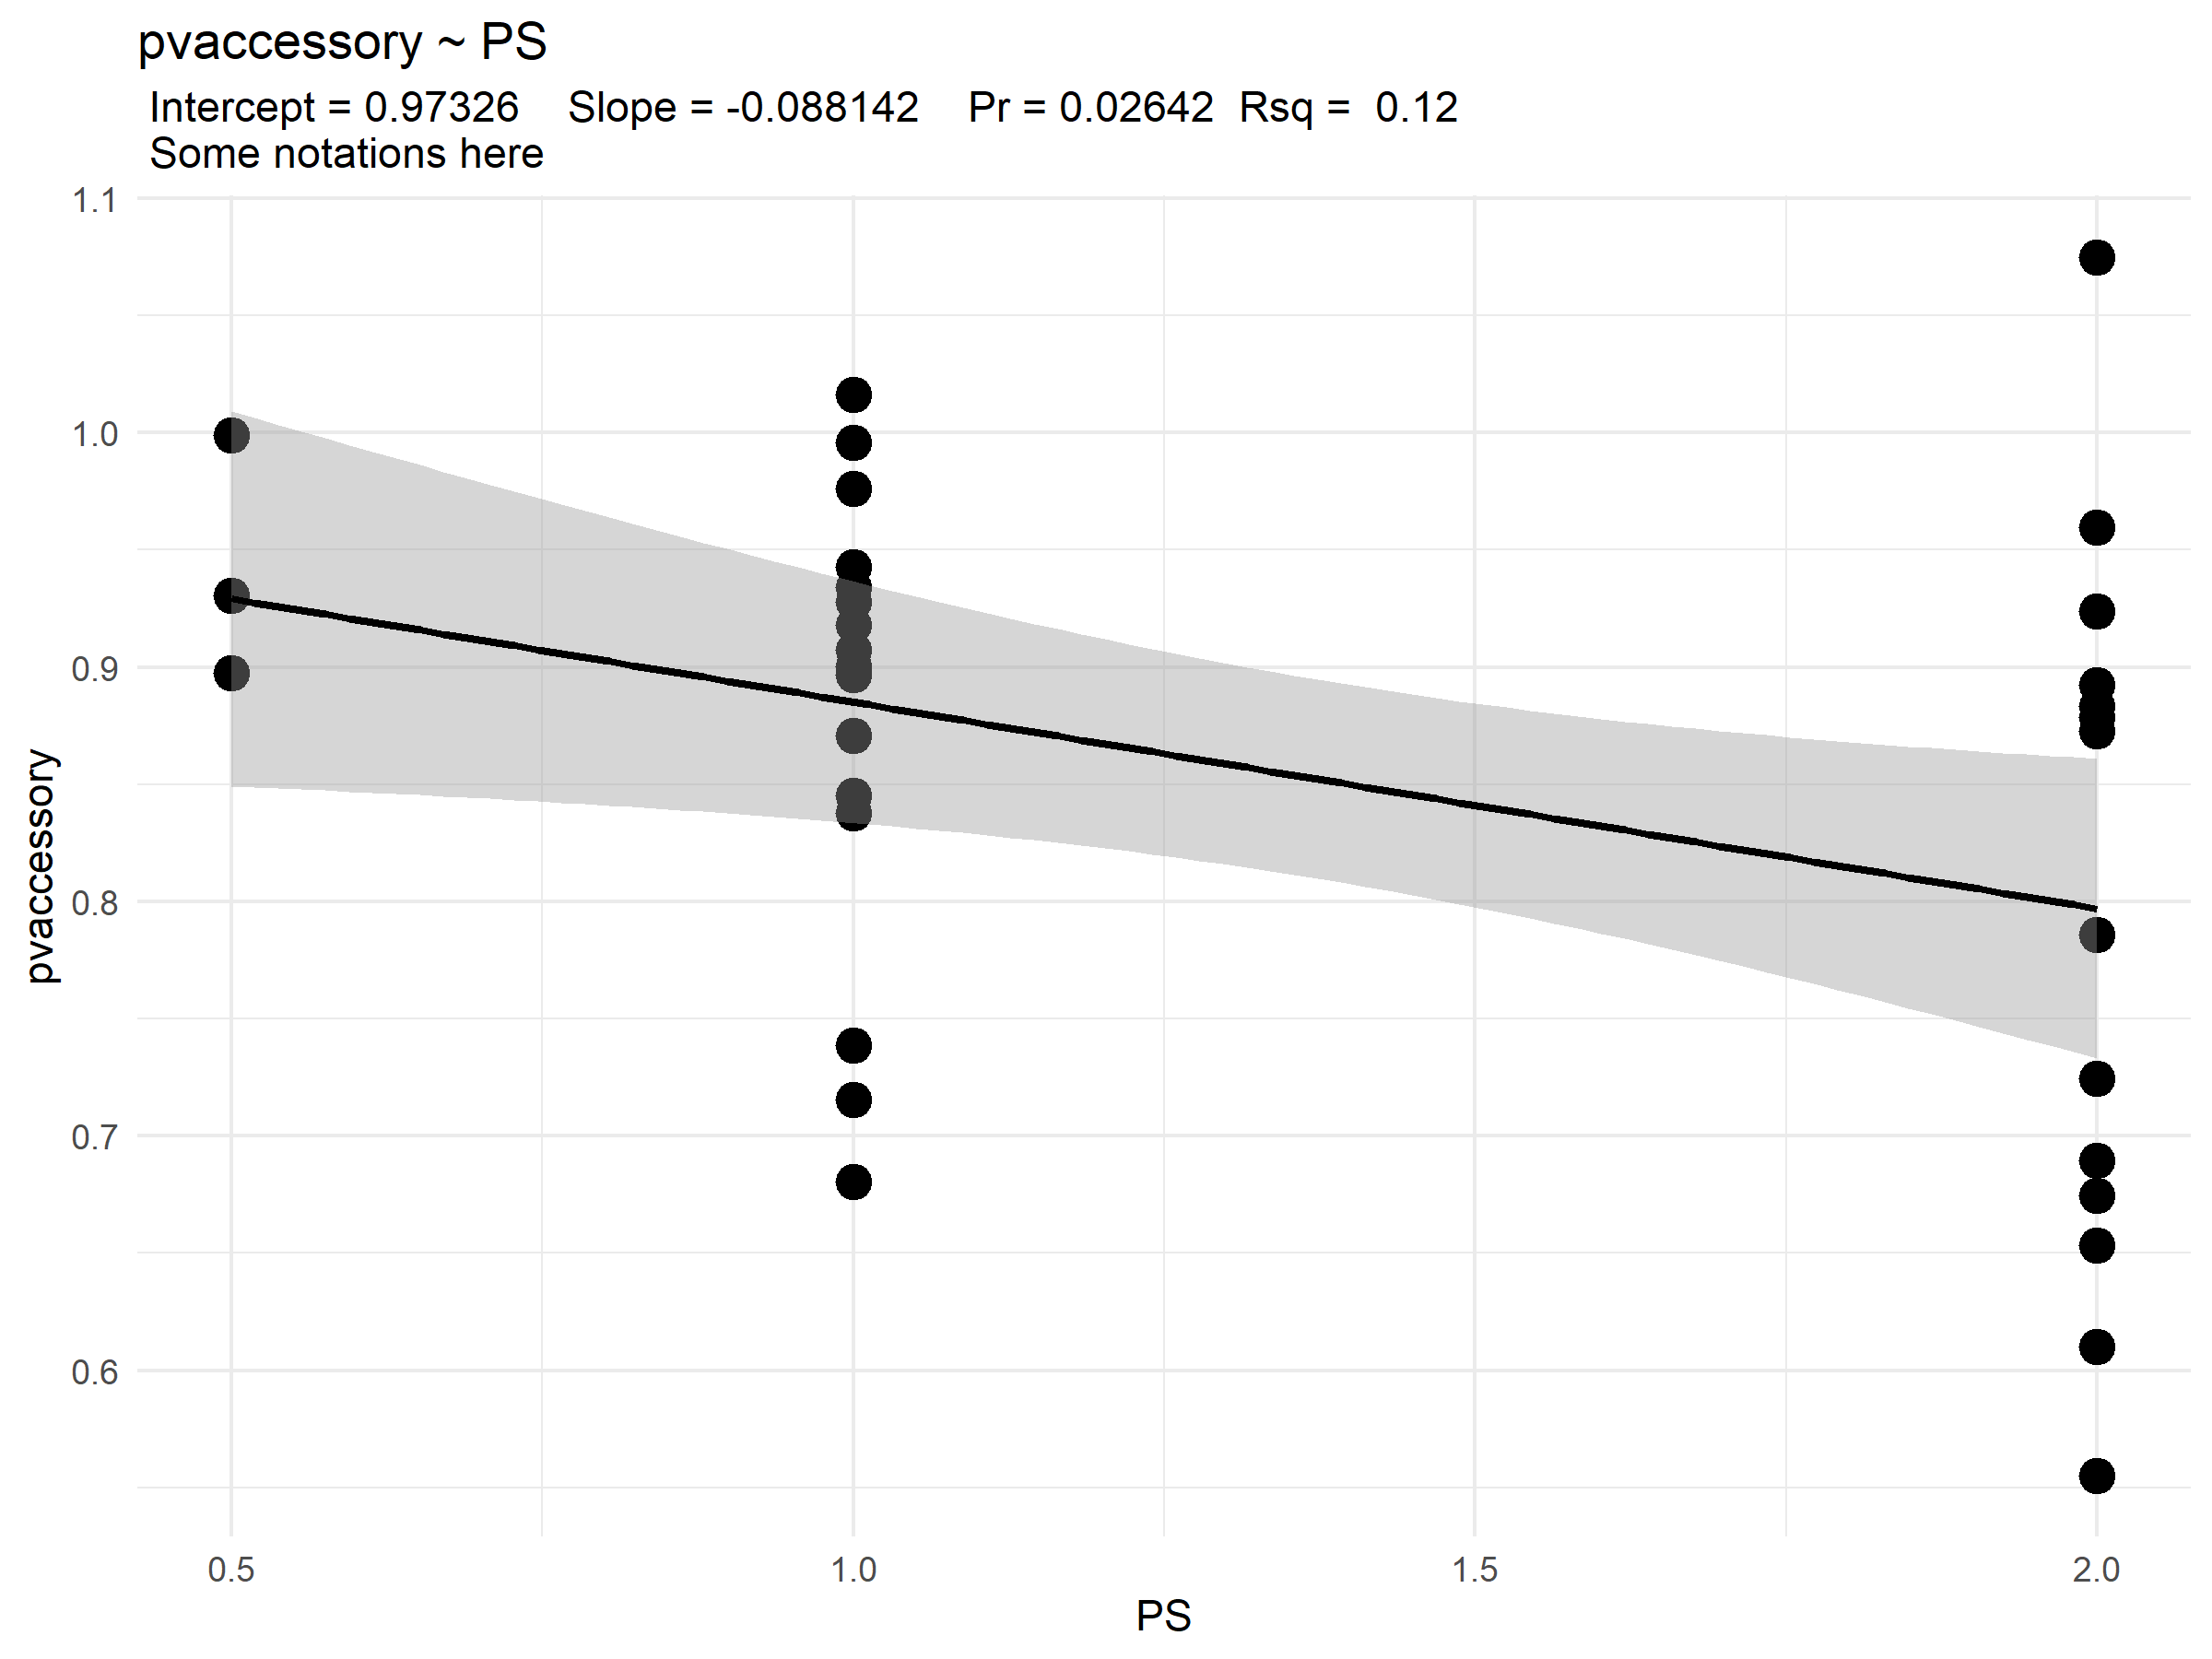 pvaccessory ~ PS
Intercept = 0.97326 Slope = -0.088142 Pr = 0.02642 Rsq = 0.12
Some notations here
1.1
1.0
0.9
0.8
0.7
0.6
pvaccessory
0.5 1.0 1.5 2.0
PS